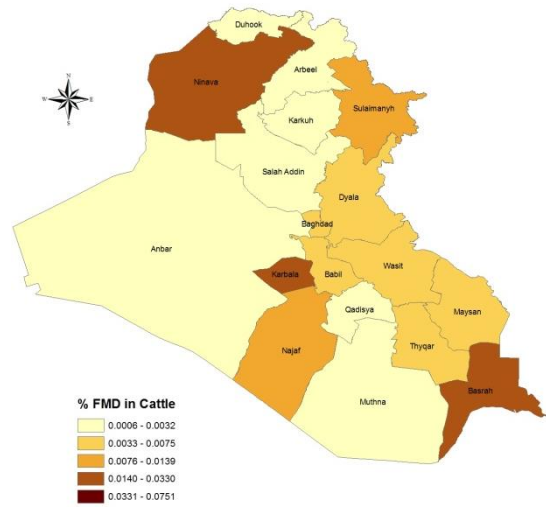 Duhook
Ninava
Arbeel
Sulaimanyh
Karkuh
Salah Addin
Dyala
Baghdad
Anbar
Wasit
Karbala
Babil
Qadisya
Maysan
Najaf
Thyqar
Basrah
Muthna
N
W E
S
% FMD in Cattle
0.0006 - 0.0032
0.0033 - 0.0075
0.0076 - 0.0139
0.0140 - 0.0330
0.0331 - 0.0751